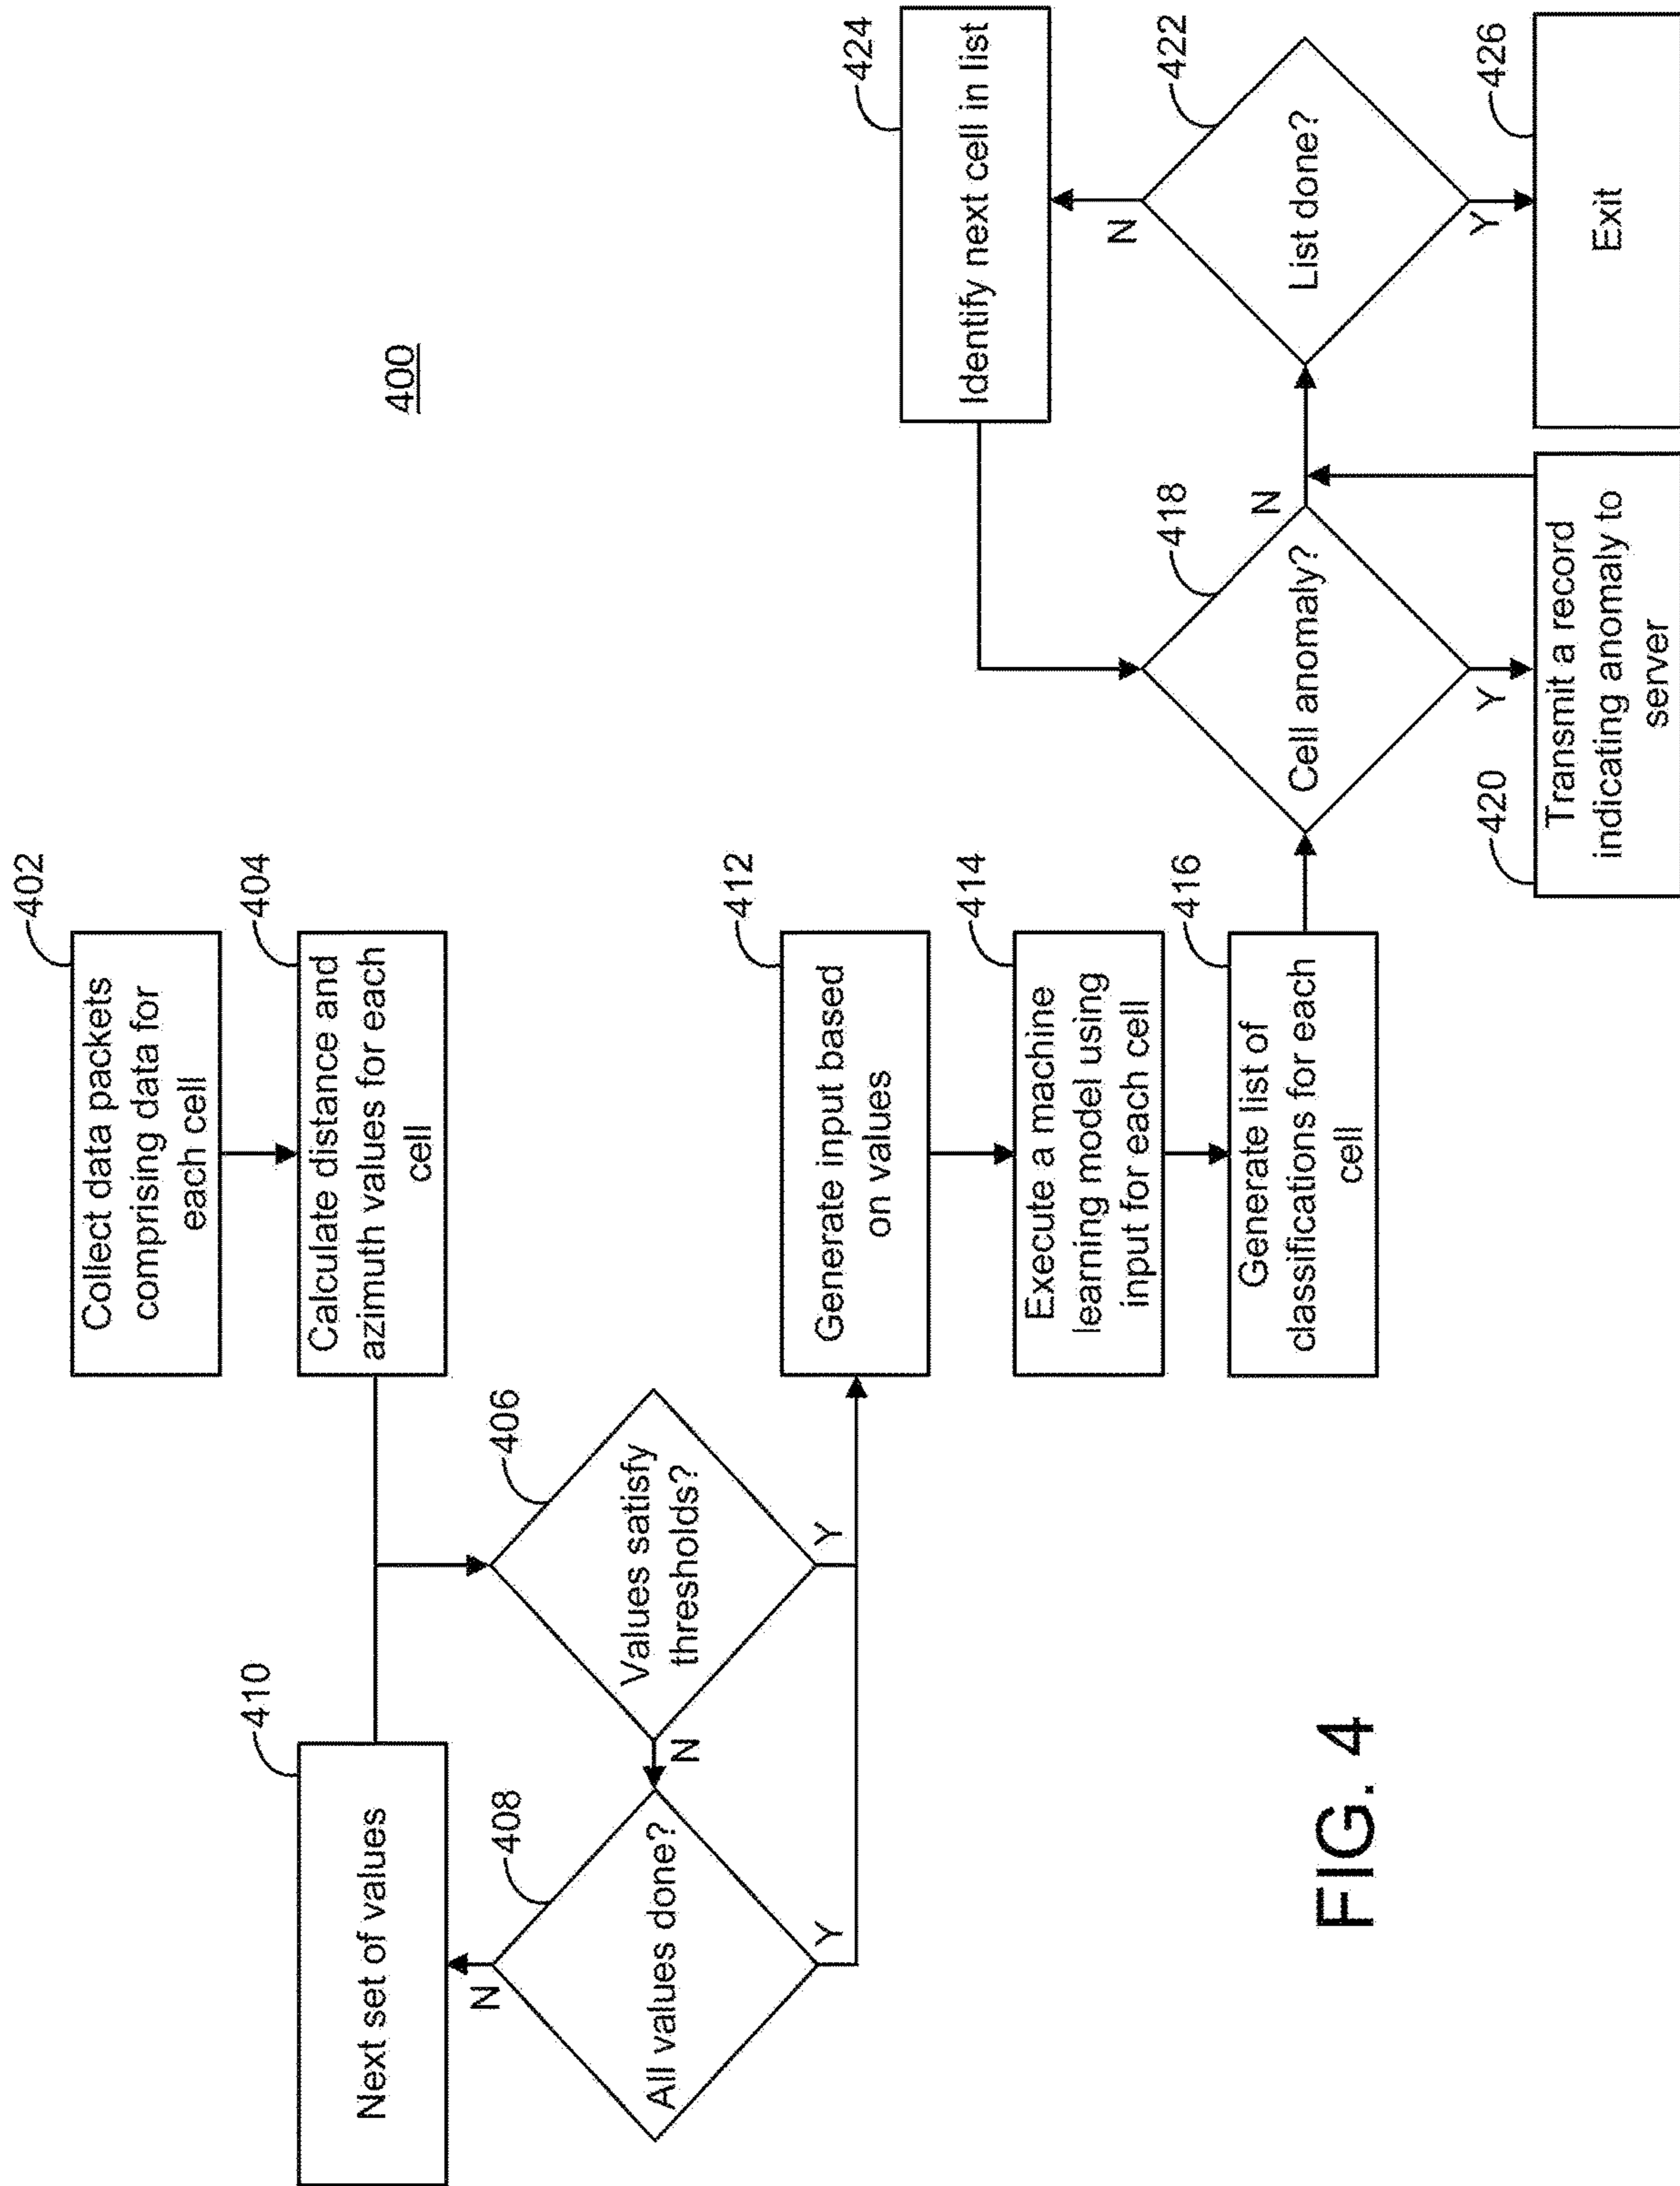 400
402
Collect data packets
comprising data for
each cell
404
Calculate distance and
azimuth values for each
cell
406
Values satisfy
thresholds?
N
Y
408
All values done?
N
Y
410
Next set of values
412
Generate input based
on values
414
Execute a machine
learning model using
input for each cell
416
Generate list of
classifications for each
cell
418
Cell anomaly?
N
Y
420
Transmit a record
indicating anomaly to
server
422
List done?
N
Y
424
Identify next cell in list
426
Exit
FIG. 4